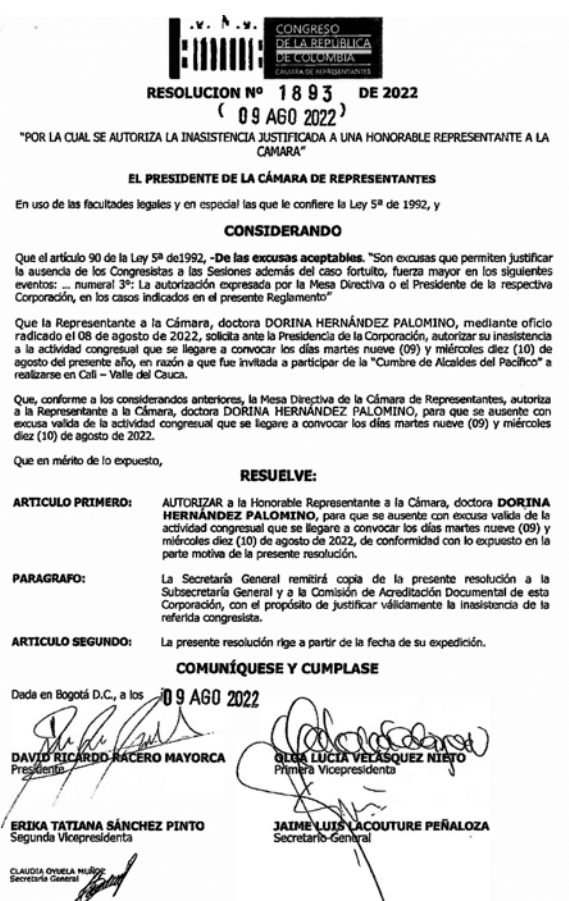 CONGRESO
DE LA REPÚBLICA
DE COLOMBIA
CÁMARA DE REPRESENTANTES
RESOLUCION Nº 1893 DE 2022
( 09 AGO 2022 )
"POR LA CUAL SE AUTORIZA LA INASISTENCIA JUSTIFICADA A UNA HONORABLE REPRESENTANTE A LA
CAMARA"
EL PRESIDENTE DE LA CÁMARA DE REPRESENTANTES
En uso de las facultades legales y en especial las que le confiere la Ley 5ª de 1992, y
CONSIDERANDO
Que el artículo 90 de la Ley 5ª de1992, -De las excusas aceptables. "Son excusas que permiten justificar
la ausencia de los Congresistas a las Sesiones además del caso fortuito, fuerza mayor en los siguientes
eventos: ... numeral 3º: La autorización expresada por la Mesa Directiva o el Presidente de la respectiva
Corporación, en los casos indicados en el presente Reglamento"
Que la Representante a la Cámara, doctora DORINA HERNÁNDEZ PALOMINO, mediante oficio
radicado el 08 de agosto de 2022, solicita ante la Presidencia de la Corporación, autorizar su inasistencia
a la actividad congresual que se llegare a convocar los días martes nueve (09) y miércoles diez (10) de
agosto del presente año, en razón a que fue invitada a participar de la "Cumbre de Alcaldes del Pacífico" a
realizarse en Cali – Valle del Cauca.
Que, conforme a los considerandos anteriores, la Mesa Directiva de la Cámara de Representantes, autoriza
a la Representante a la Cámara, doctora DORINA HERNÁNDEZ PALOMINO, para que se ausente con
excusa valida de la actividad congresual que se llegare a convocar los días martes nueve (09) y miércoles
diez (10) de agosto de 2022.
Que en mérito de lo expuesto,
RESUELVE:
ARTICULO PRIMERO: AUTORIZAR a la Honorable Representante a la Cámara, doctora DORINA
HERNÁNDEZ PALOMINO, para que se ausente con excusa valida de la
actividad congresual que se llegare a convocar los días martes nueve (09) y
miércoles diez (10) de agosto de 2022, de conformidad con lo expuesto en la
parte motiva de la presente resolución.
PARAGRAFO: La Secretaría General remitirá copia de la presente resolución a la
Subsecretaría General y a la Comisión de Acreditación Documental de esta
Corporación, con el propósito de justificar válidamente la inasistencia de la
referida congresista.
ARTICULO SEGUNDO: La presente resolución rige a partir de la fecha de su expedición.
COMUNÍQUESE Y CUMPLASE
Dada en Bogotá D.C., a los 09 AGO 2022
DAVID RICARDO RACERO MAYORCA
Presidente
OLGA LUCÍA VELÁSQUEZ NIETO
Primera Vicepresidenta
ERIKA TATIANA SÁNCHEZ PINTO
Segunda Vicepresidenta
JAIME LUIS LACOUTURE PEÑALOZA
Secretario General
CLAUDIA OYUELA MUÑOZ
Secretaria General